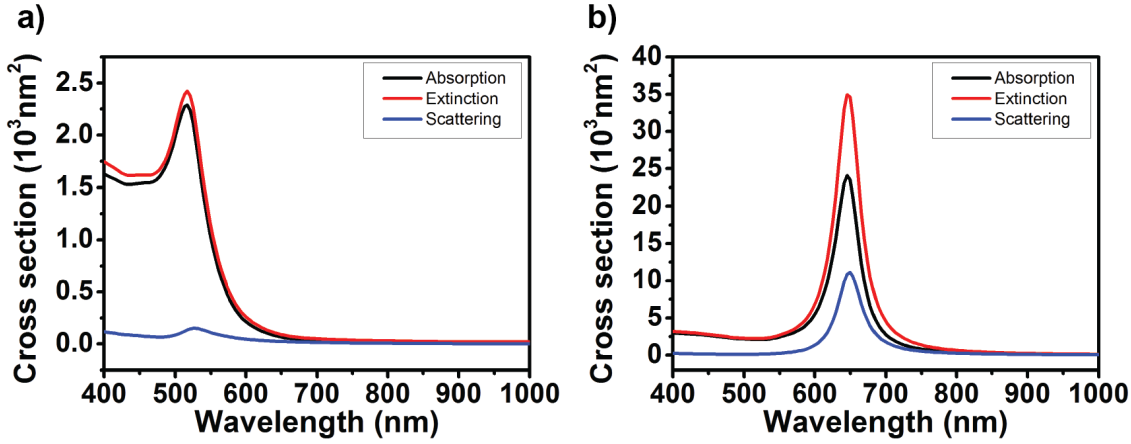 a)
Cross section (10³nm²)
2.5
2.0
1.5
1.0
0.5
0.0
Absorption
Extinction
Scattering
400 500 600 700 800 900 1000
Wavelength (nm)
b)
Cross section (10³nm²)
40
35
30
25
20
15
10
5
0
Absorption
Extinction
Scattering
400 500 600 700 800 900 1000
Wavelength (nm)